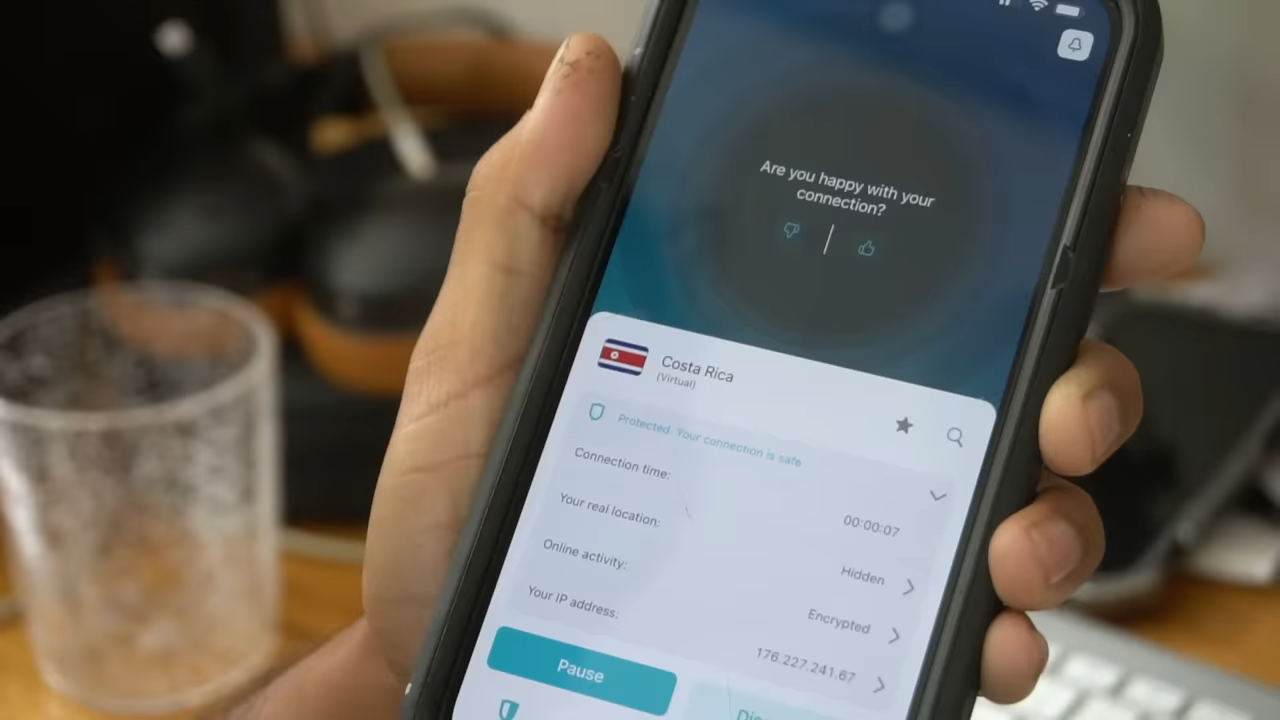 Are you happy with your
connection?
Costa Rica
(Virtual)
Protected. Your connection is safe.
Connection time:
00:00:07
Your real location:
Hidden
Online activity:
Encrypted
Your IP address:
176.227.241.67
Pause